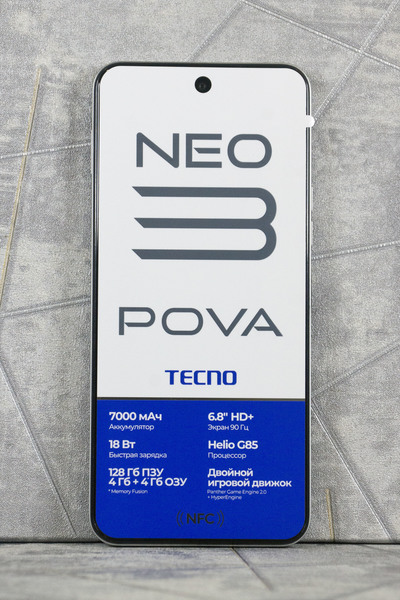 NEO
3
POVA
TECNO
7000 мАч
Аккумулятор
6.8" HD+
Экран 90 Гц
18 Вт
Быстрая зарядка
Helio G85
Процессор
128 Гб ПЗУ
4 Гб + 4 Гб ОЗУ
* Memory Fusion
Двойной
игровой движок
Panther Game Engine 2.0
+ HyperEngine
NFC